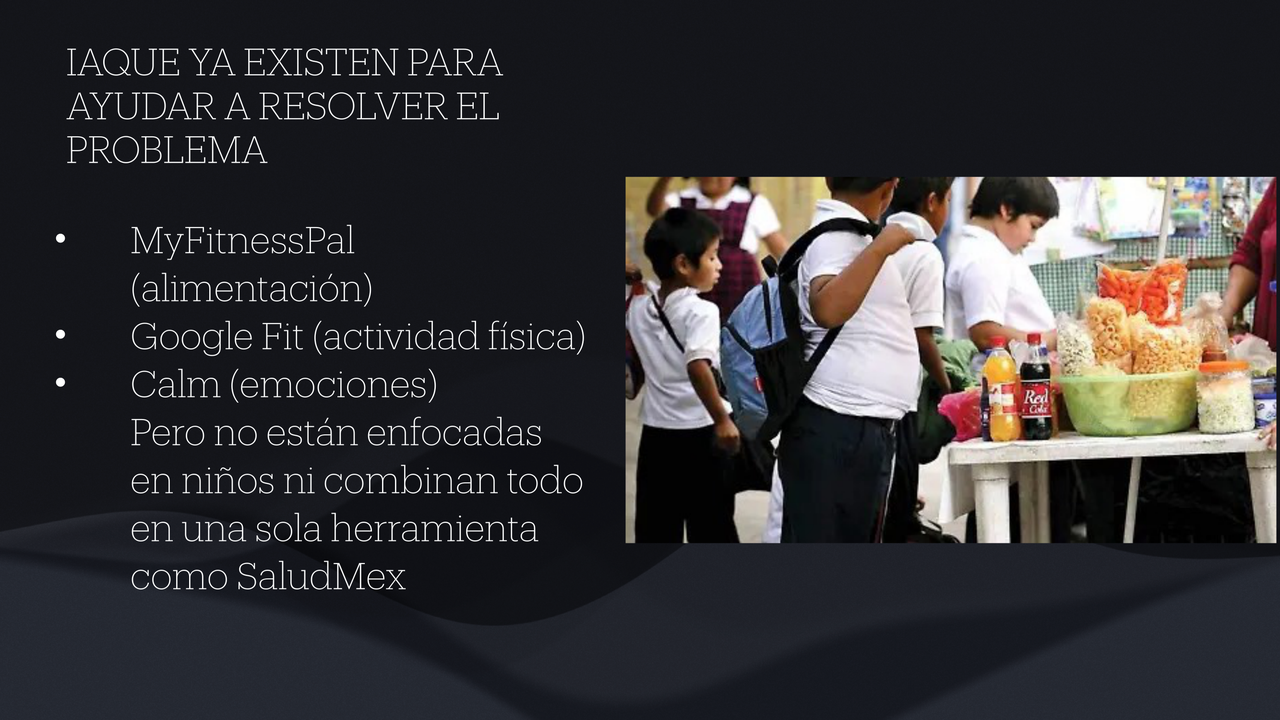 IAQUE YA EXISTEN PARA
AYUDAR A RESOLVER EL
PROBLEMA
• MyFitnessPal
(alimentación)
• Google Fit (actividad física)
• Calm (emociones)
Pero no están enfocadas
en niños ni combinan todo
en una sola herramienta
como SaludMex
Red
Cola